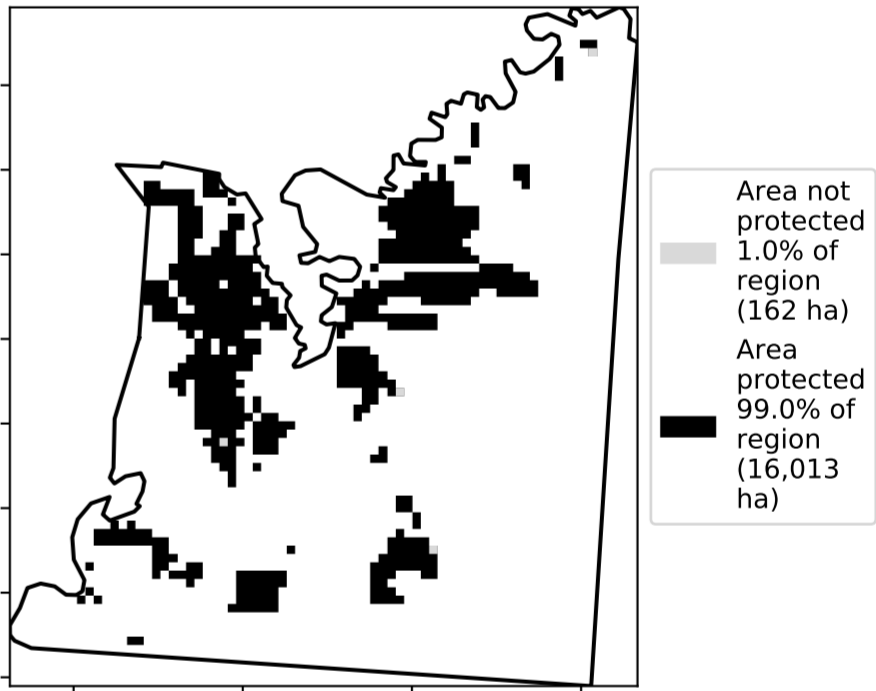 Area not
protected
1.0% of
region
(162 ha)
Area
protected
99.0% of
region
(16,013
ha)